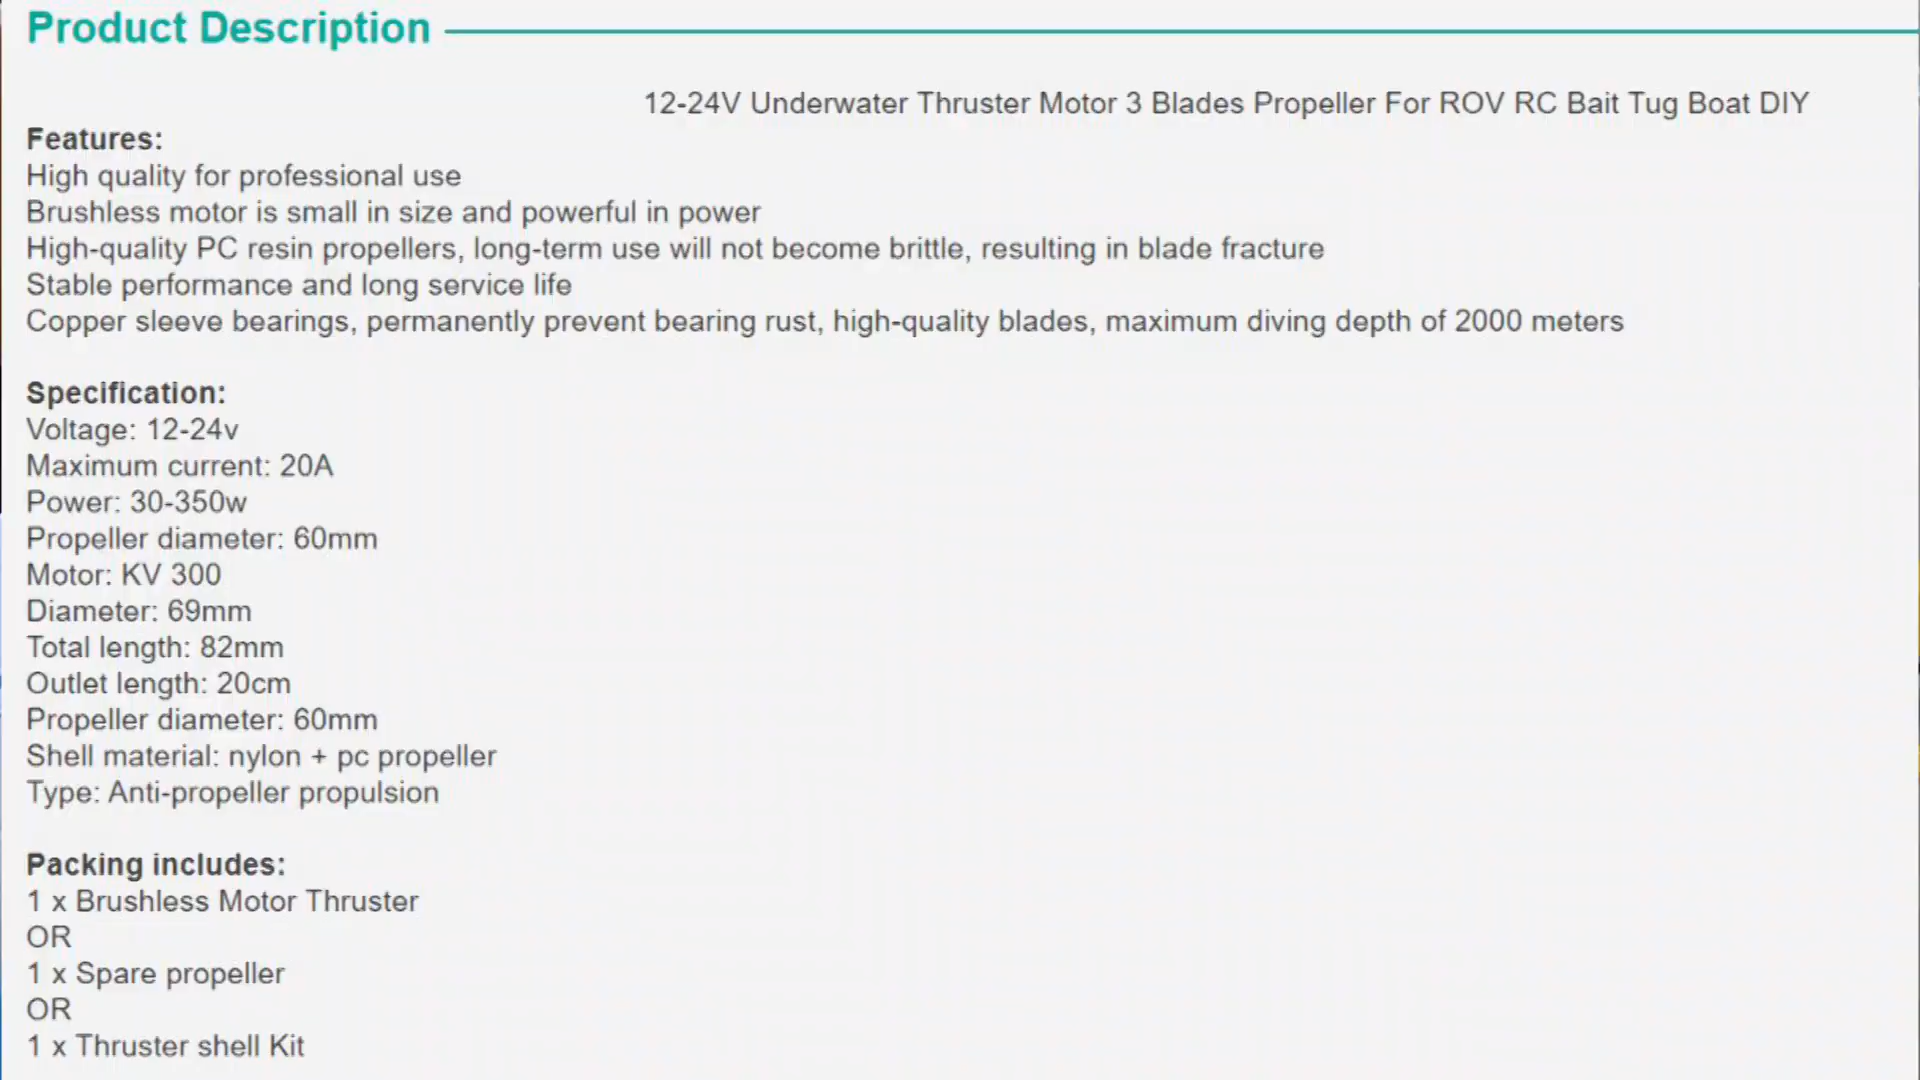 Product Description
12-24V Underwater Thruster Motor 3 Blades Propeller For ROV RC Bait Tug Boat DIY
Features:
High quality for professional use
Brushless motor is small in size and powerful in power
High-quality PC resin propellers, long-term use will not become brittle, resulting in blade fracture
Stable performance and long service life
Copper sleeve bearings, permanently prevent bearing rust, high-quality blades, maximum diving depth of 2000 meters
Specification:
Voltage: 12-24v
Maximum current: 20A
Power: 30-350w
Propeller diameter: 60mm
Motor: KV 300
Diameter: 69mm
Total length: 82mm
Outlet length: 20cm
Propeller diameter: 60mm
Shell material: nylon + pc propeller
Type: Anti-propeller propulsion
Packing includes:
1 x Brushless Motor Thruster
OR
1 x Spare propeller
OR
1 x Thruster shell Kit